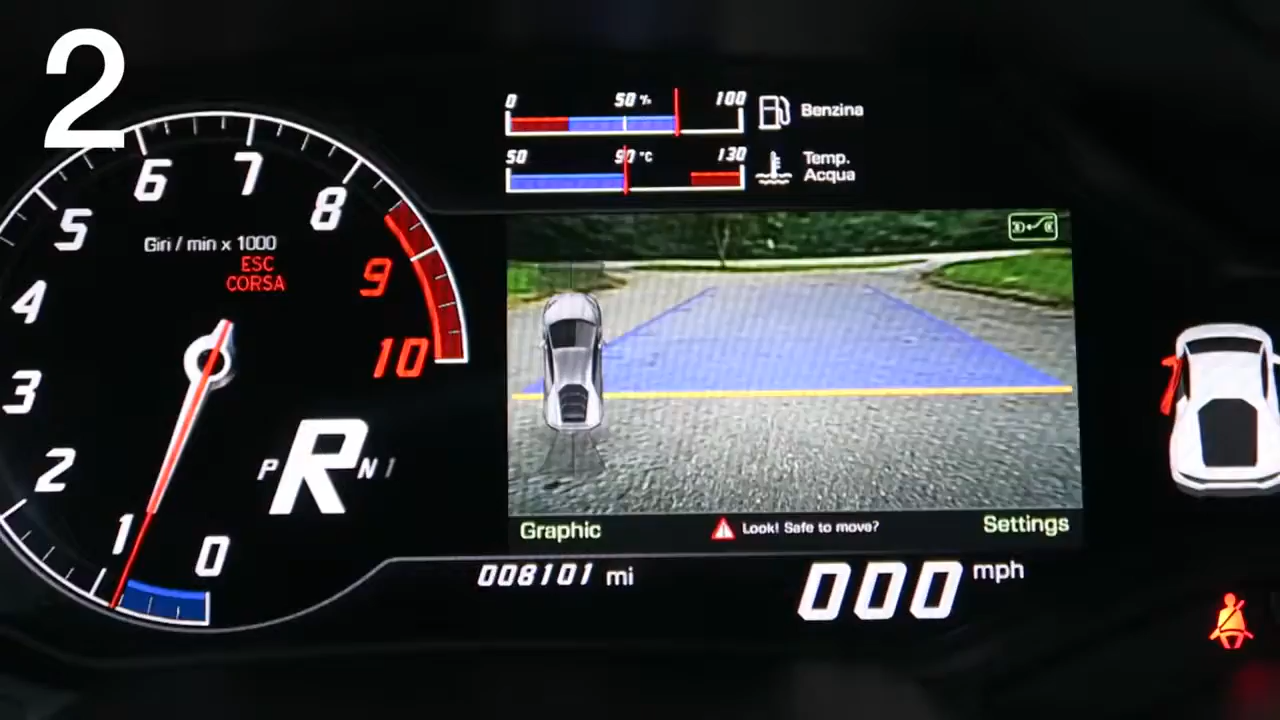 2
0 50 % 100
Benzina
50 90 °C 130
Temp.
Acqua
Giri / min x 1000
ESC
CORSA
0
1
2
3
4
5
6
7
8
9
10
P R N 1
Graphic
Look! Safe to move?
Settings
008101 mi
000 mph